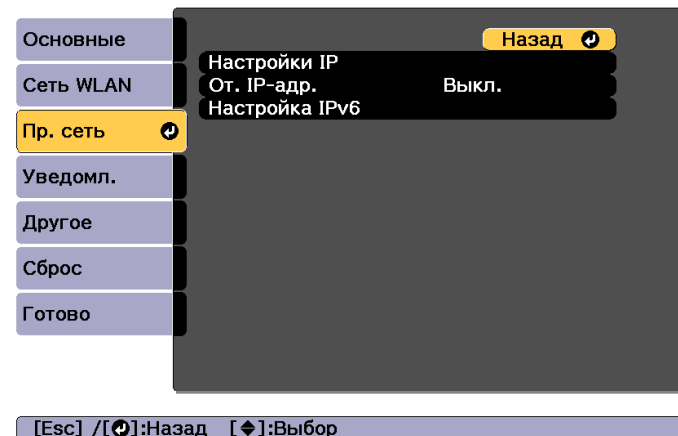 Основные
Сеть WLAN
Пр. сеть
Уведомл.
Другое
Сброс
Готово
Назад
Настройки IP
От. IP-адр. Выкл.
Настройка IPv6
[Esc] /[]:Назад [◆]:Выбор